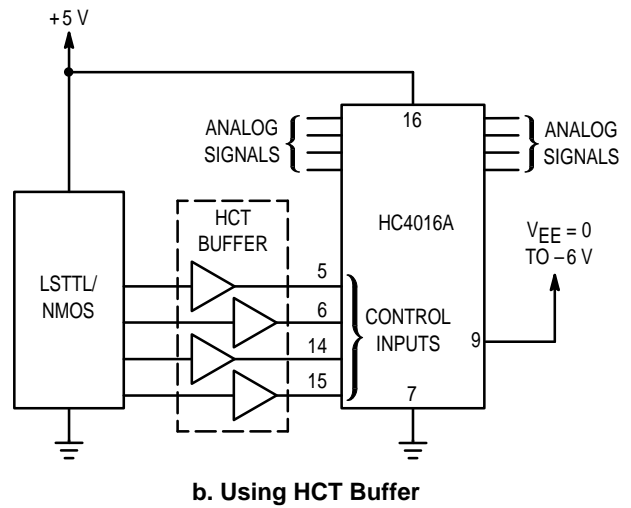 +5 V
ANALOG
SIGNALS
16
ANALOG
SIGNALS
HCT
BUFFER
HC4016A
VEE = 0
TO –6 V
LSTTL/
NMOS
5
6
14
15
CONTROL
INPUTS
9
7
b. Using HCT Buffer